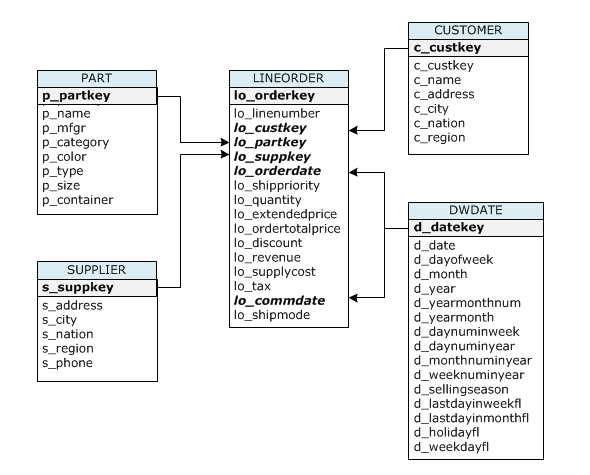 PART
p_partkey
p_name
p_mfgr
p_category
p_color
p_type
p_size
p_container
SUPPLIER
s_suppkey
s_address
s_city
s_nation
s_region
s_phone
LINEORDER
lo_orderkey
lo_linenumber
lo_custkey
lo_partkey
lo_suppkey
lo_orderdate
lo_shippriority
lo_quantity
lo_extendedprice
lo_ordertotalprice
lo_discount
lo_revenue
lo_supplycost
lo_tax
lo_commdate
lo_shipmode
CUSTOMER
c_custkey
c_custkey
c_name
c_address
c_city
c_nation
c_region
DWDATE
d_datekey
d_date
d_dayofweek
d_month
d_year
d_yearmonthnum
d_yearmonth
d_daynuminweek
d_daynuminyear
d_monthnuminyear
d_weeknuminyear
d_sellingseason
d_lastdayinweekfl
d_lastdayinmonthfl
d_holidayfl
d_weekdayfl